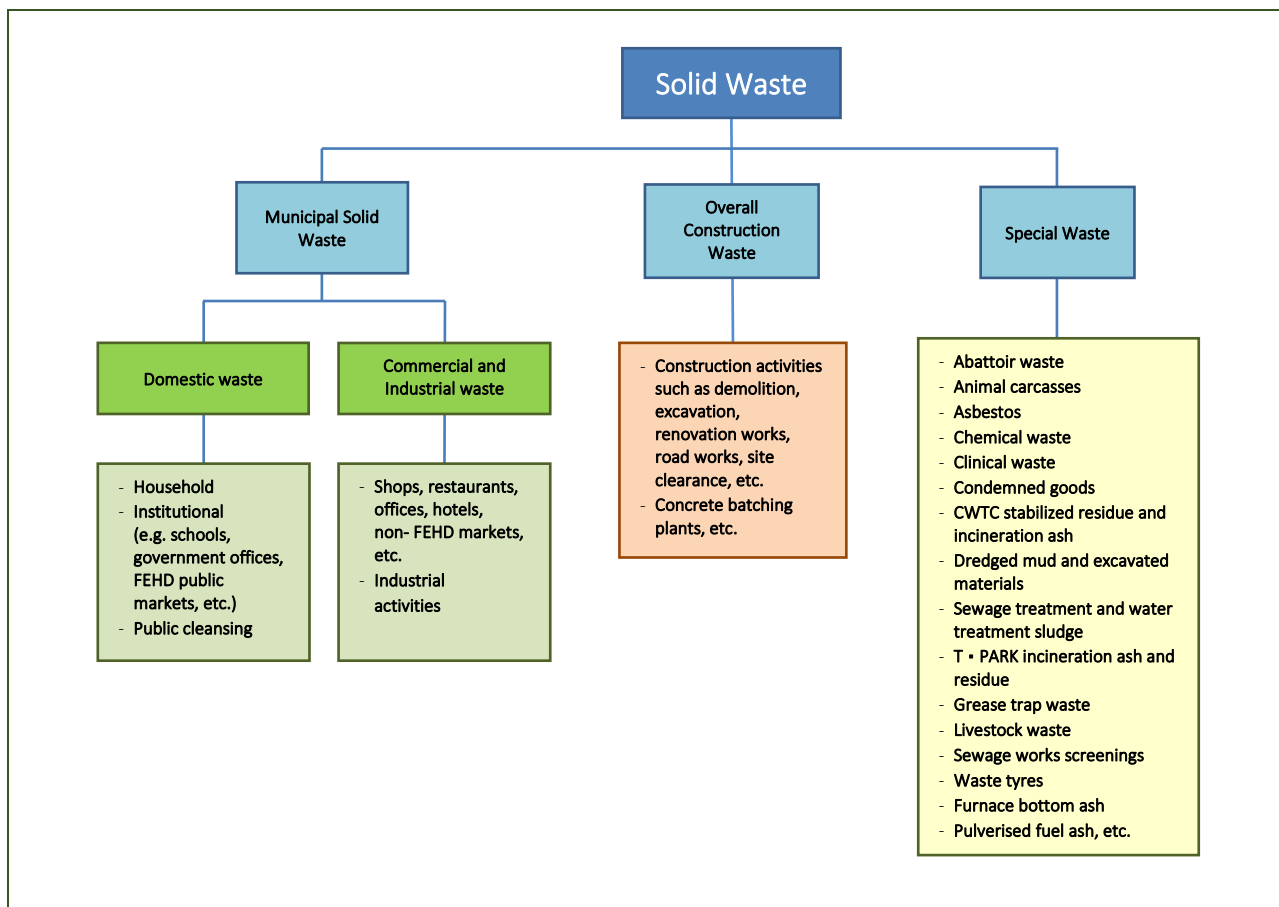 Solid Waste
Municipal Solid
Waste
Overall
Construction
Waste
Special Waste
Domestic waste
Commercial and
Industrial waste
- Household
- Institutional
(e.g. schools,
government offices,
FEHD public
markets, etc.)
- Public cleansing
- Shops, restaurants,
offices, hotels,
non- FEHD markets,
etc.
- Industrial
activities
- Construction activities
such as demolition,
excavation,
renovation works,
road works, site
clearance, etc.
- Concrete batching
plants, etc.
- Abattoir waste
- Animal carcasses
- Asbestos
- Chemical waste
- Clinical waste
- Condemned goods
- CWTC stabilized residue and
incineration ash
- Dredged mud and excavated
materials
- Sewage treatment and water
treatment sludge
- T ▪ PARK incineration ash and
residue
- Grease trap waste
- Livestock waste
- Sewage works screenings
- Waste tyres
- Furnace bottom ash
- Pulverised fuel ash, etc.